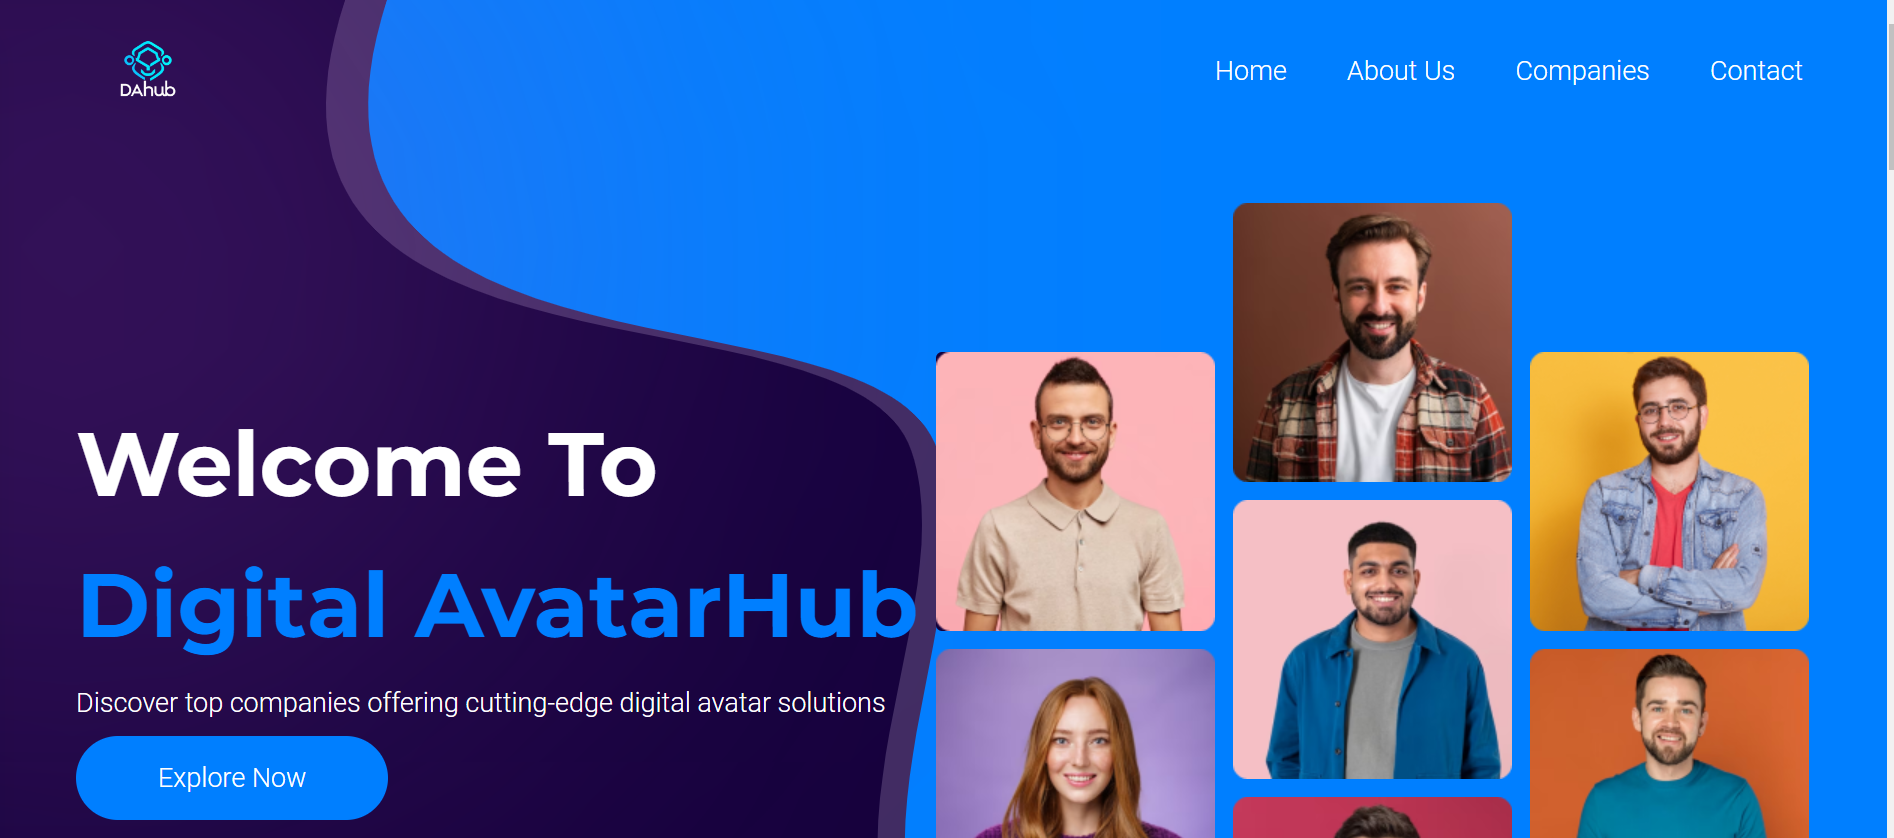 DAhub
Home About Us Companies Contact
Welcome To
Digital AvatarHub
Discover top companies offering cutting-edge digital avatar solutions
Explore Now